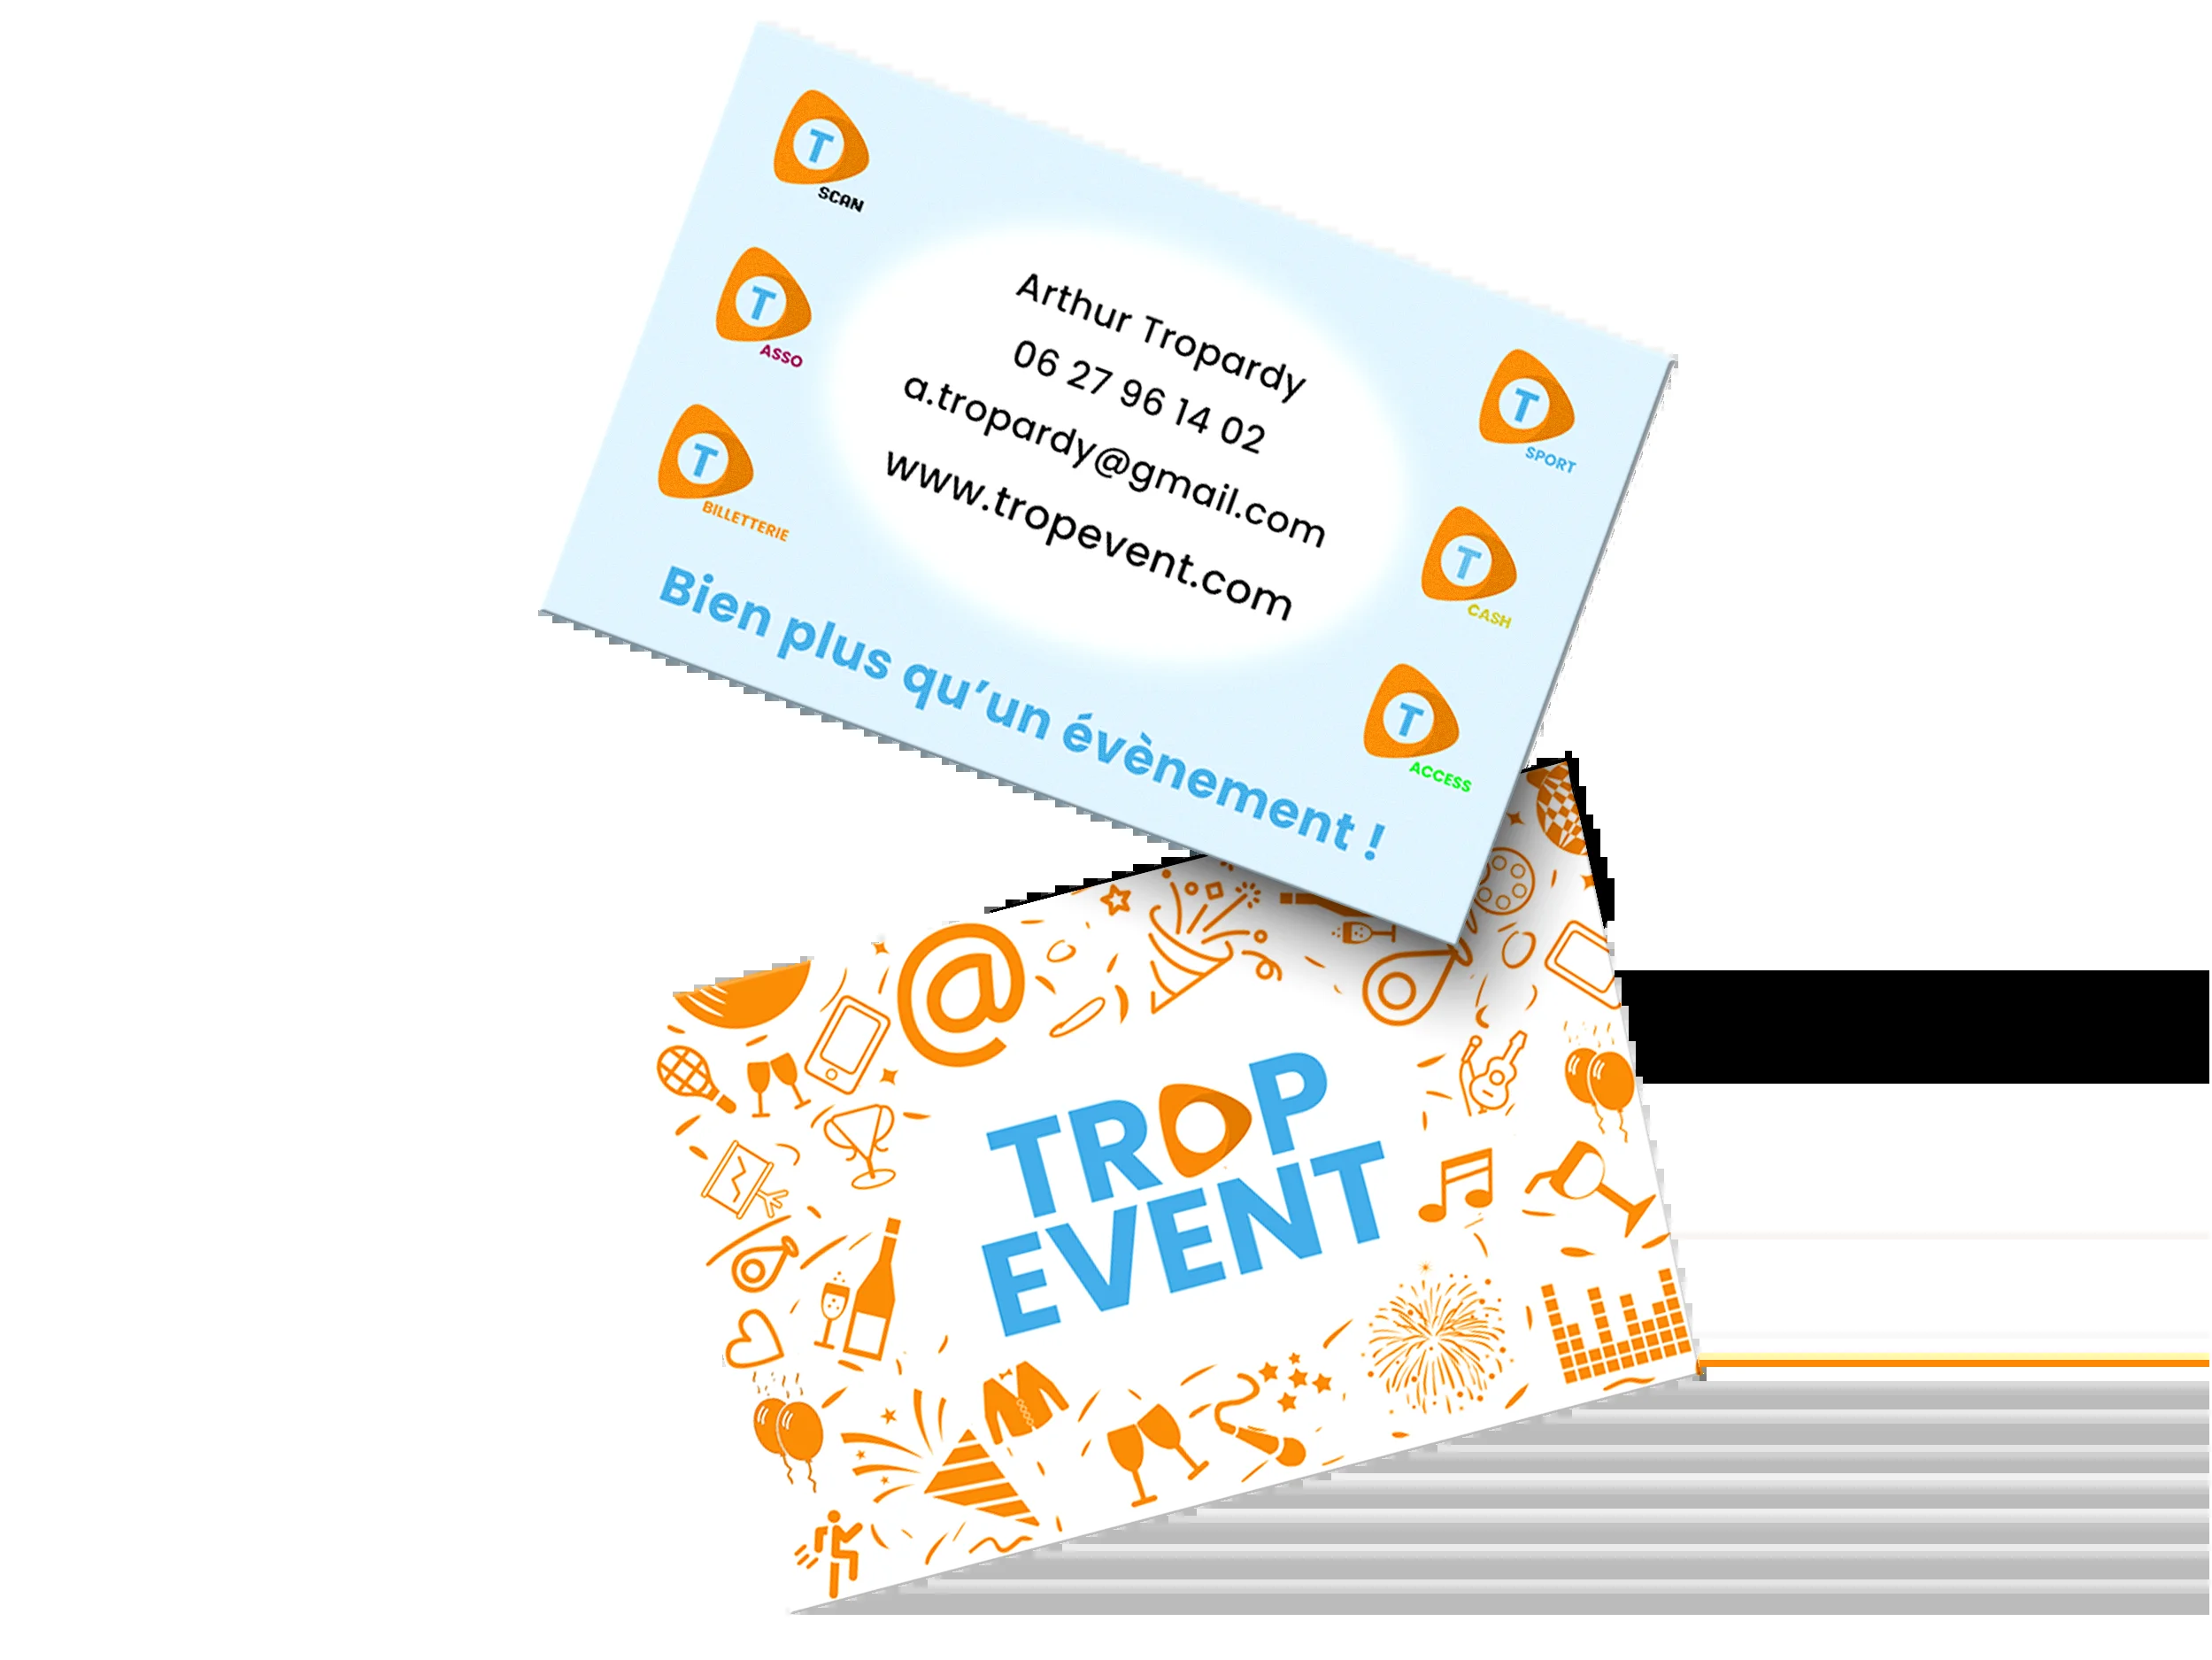 T
SCAN
T
ASSO
T
BILLETTERIE
Arthur Tropardy
06 27 96 14 02
a.tropardy@gmail.com
www.tropevent.com
T
SPORT
T
CASH
T
ACCESS
Bien plus qu’un évènement !
@
TROP
EVENT